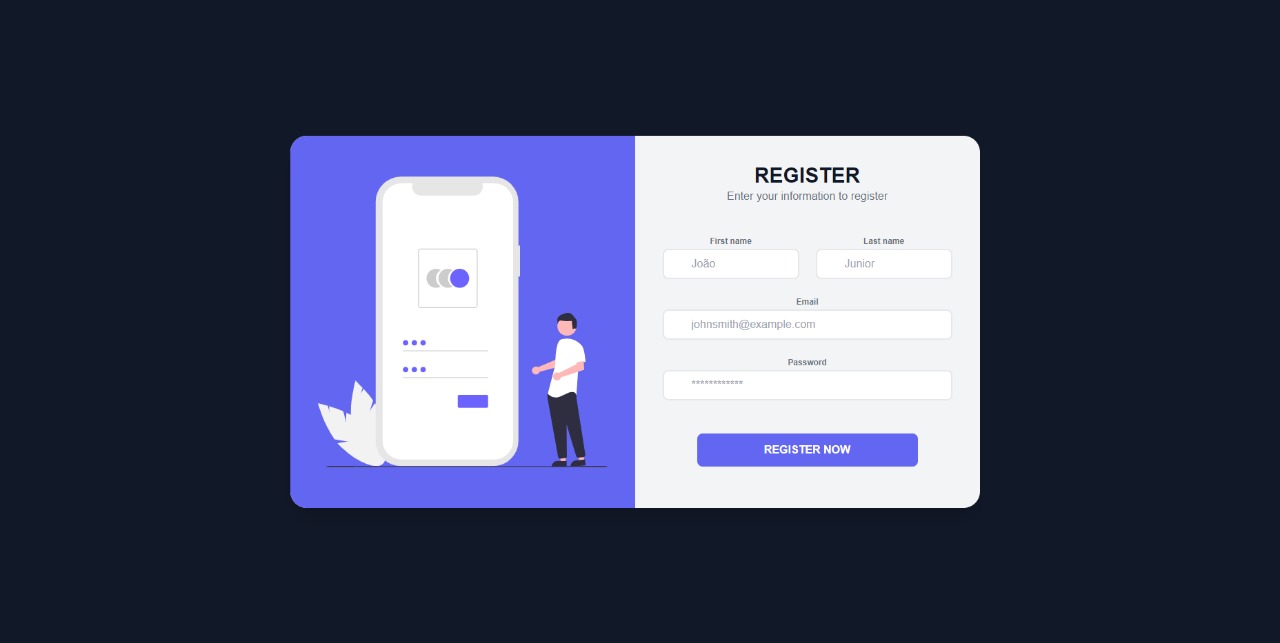 REGISTER
Enter your information to register
First name
Last name
João
Junior
Email
johnsmith@example.com
Password
************
REGISTER NOW